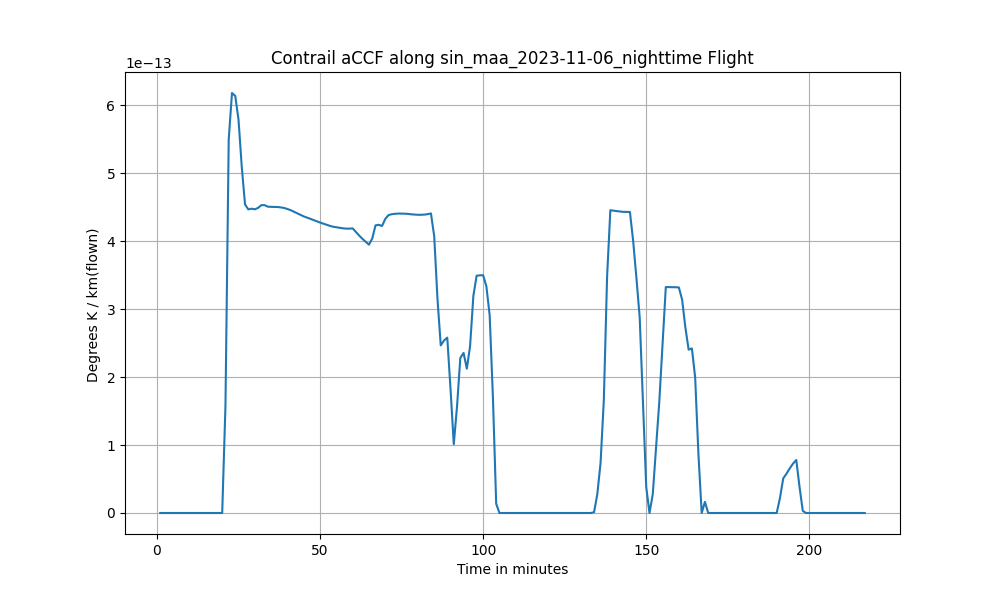 Contrail aCCF along sin_maa_2023-11-06_nighttime Flight
1e−13
6
5
4
3
2
1
0
Degrees K / km(flown)
0 50 100 150 200
Time in minutes